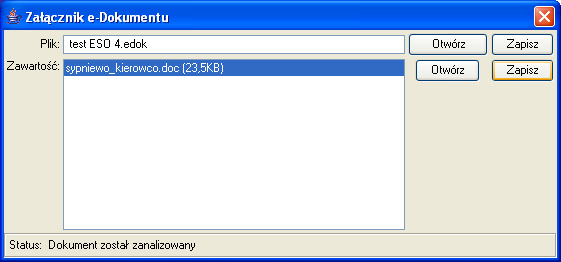 Załącznik e-Dokumentu
Plik: test ESO 4.edok Otwórz Zapisz
Zawartość: sypniewo_kierowco.doc (23,5KB) Otwórz Zapisz
Status: Dokument został zanalizowany